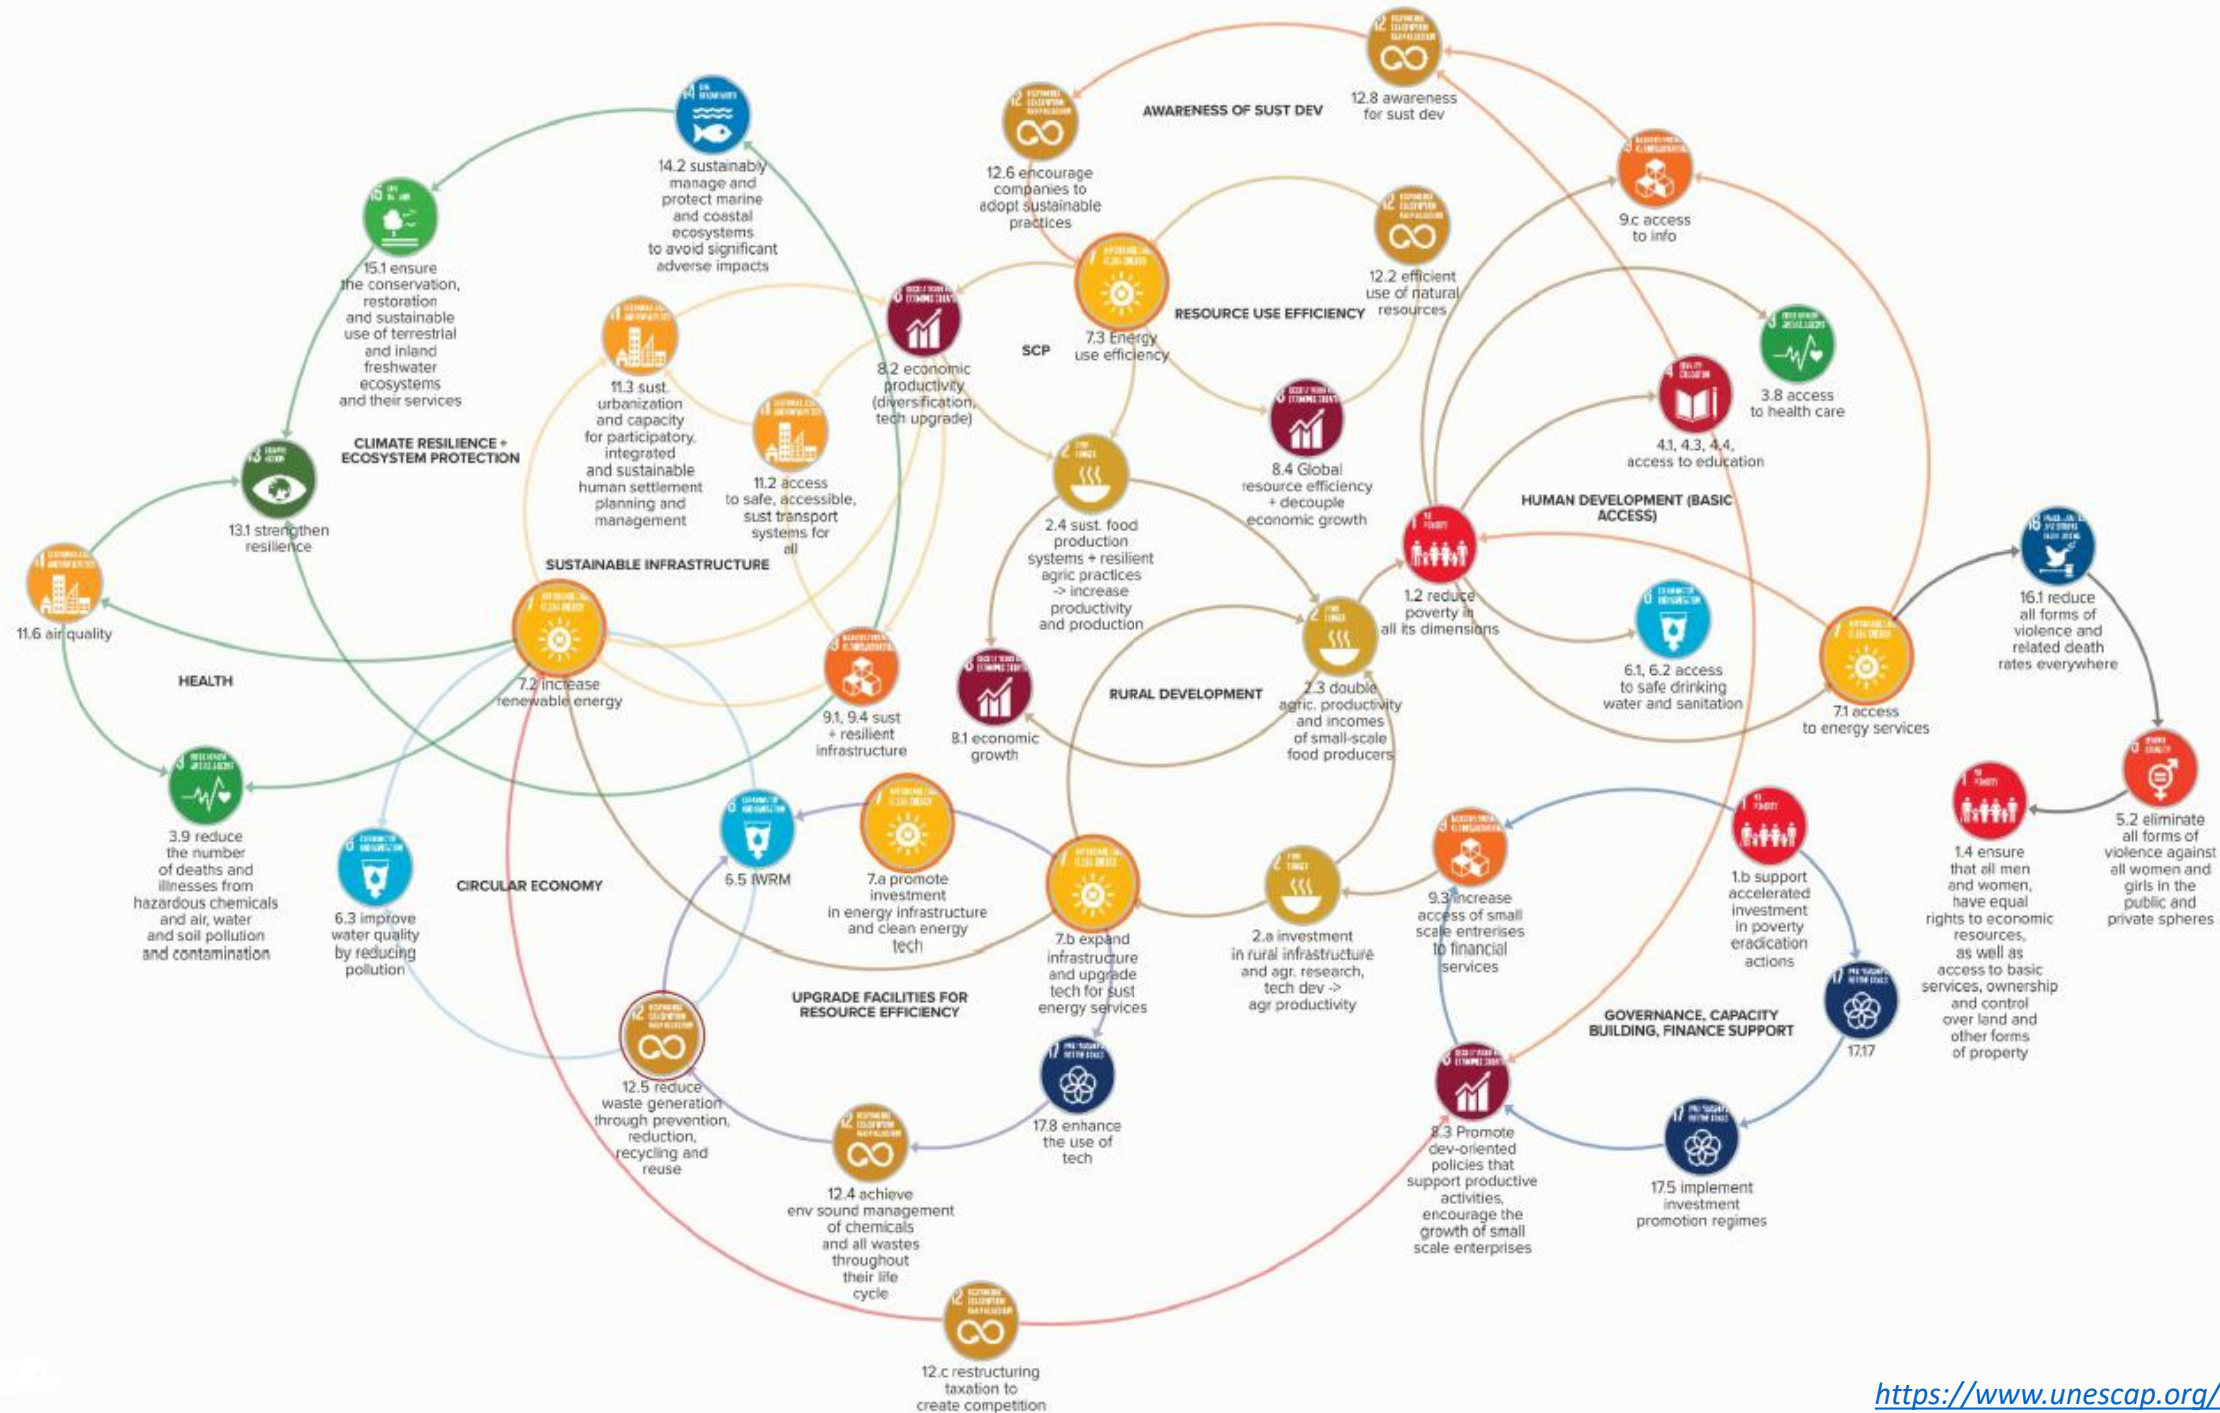 12.8 awareness
for sust dev
AWARENESS OF SUST DEV
12.6 encourage
companies to
adopt sustainable
practices
14.2 sustainably
manage and
protect marine
and coastal
ecosystems
to avoid significant
adverse impacts
9.c access
to info
15.1 ensure
the conservation,
restoration
and sustainable
use of terrestrial
and inland
freshwater
ecosystems
and their services
12.2 efficient
use of natural
resources
RESOURCE USE EFFICIENCY
7.3 Energy
use efficiency
SCP
8.2 economic
productivity
(diversification,
tech upgrade)
11.3 sust.
urbanization
and capacity
for participatory,
integrated
and sustainable
human settlement
planning and
management
3.8 access
to health care
4.1, 4.3, 4.4,
access to education
CLIMATE RESILIENCE +
ECOSYSTEM PROTECTION
11.2 access
to safe, accessible,
sust transport
systems for
all
8.4 Global
resource efficiency
+ decouple
economic growth
HUMAN DEVELOPMENT (BASIC
ACCESS)
13.1 strengthen
resilience
2.4 sust. food
production
systems + resilient
agric practices
-> increase
productivity
and production
SUSTAINABLE INFRASTRUCTURE
1.2 reduce
poverty in
all its dimensions
16.1 reduce
all forms of
violence and
related death
rates everywhere
11.6 air quality
HEALTH
7.2 increase
renewable energy
9.1, 9.4 sust
+ resilient
infrastructure
8.1 economic
growth
RURAL DEVELOPMENT
2.3 double
agric. productivity
and incomes
of small-scale
food producers
6.1, 6.2 access
to safe drinking
water and sanitation
7.1 access
to energy services
3.9 reduce
the number
of deaths and
illnesses from
hazardous chemicals
and air, water
and soil pollution
and contamination
6.3 improve
water quality
by reducing
pollution
CIRCULAR ECONOMY
6.5 IWRM
7.a promote
investment
in energy infrastructure
and clean energy
tech
7.b expand
infrastructure
and upgrade
tech for sust
energy services
2.a investment
in rural infrastructure
and agr. research,
tech dev ->
agr productivity
9.3 increase
access of small
scale entrerises
to financial
services
1.b support
accelerated
investment
in poverty
eradication
actions
1.4 ensure
that all men
and women,
have equal
rights to economic
resources,
as well as
access to basic
services, ownership
and control
over land and
other forms
of property
5.2 eliminate
all forms of
violence against
all women and
girls in the
public and
private spheres
UPGRADE FACILITIES FOR
RESOURCE EFFICIENCY
GOVERNANCE, CAPACITY
BUILDING, FINANCE SUPPORT
17.17
12.5 reduce
waste generation
through prevention,
reduction,
recycling and
reuse
17.8 enhance
the use of
tech
8.3 Promote
dev-oriented
policies that
support productive
activities,
encourage the
growth of small
scale enterprises
17.5 implement
investment
promotion regimes
12.4 achieve
env sound management
of chemicals
and all wastes
throughout
their life
cycle
12.c restructuring
taxation to
create competition
https://www.unescap.org/